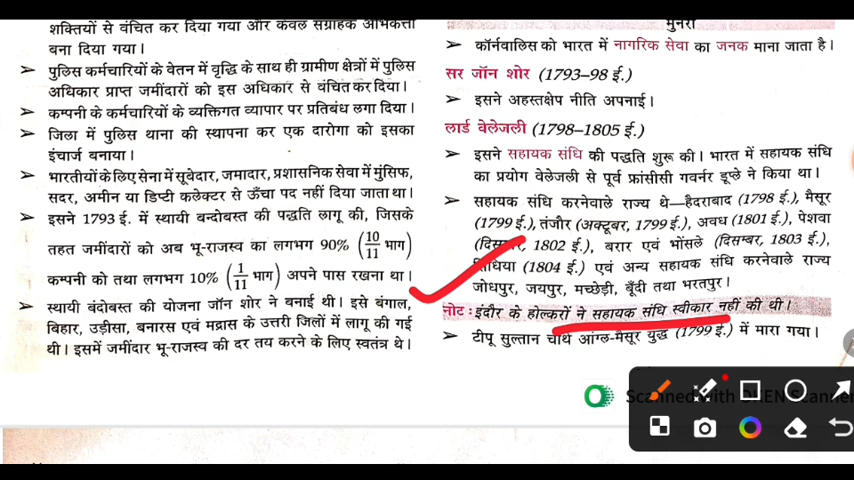 शक्तियों से वंचित कर दिया गया और केवल संग्राहक अभिकर्ता
बना दिया गया।
➢ पुलिस कर्मचारियों के वेतन में वृद्धि के साथ ही ग्रामीण क्षेत्रों में पुलिस
अधिकार प्राप्त जमींदारों को इस अधिकार से वंचित कर दिया।
➢ कम्पनी के कर्मचारियों के व्यक्तिगत व्यापार पर प्रतिबंध लगा दिया।
➢ जिला में पुलिस थाना की स्थापना कर एक दारोगा को इसका
इंचार्ज बनाया।
➢ भारतीयों के लिए सेना में सूबेदार, जमादार, प्रशासनिक सेवा में मुंसिफ,
सदर, अमीन या डिप्टी कलेक्टर से ऊँचा पद नहीं दिया जाता था।
➢ इसने 1793 ई. में स्थायी बन्दोबस्त की पद्धति लागू की, जिसके
तहत जमींदारों को अब भू-राजस्व का लगभग 90% (10/11 भाग)
कम्पनी को तथा लगभग 10% (1/11 भाग) अपने पास रखना था।
➢ स्थायी बंदोबस्त की योजना जॉन शोर ने बनाई थी। इसे बंगाल,
बिहार, उड़ीसा, बनारस एवं मद्रास के उत्तरी जिलों में लागू की गई
थी। इसमें जमींदार भू-राजस्व की दर तय करने के लिए स्वतंत्र थे।
➢ कॉर्नवालिस को भारत में नागरिक सेवा का जनक माना जाता है।
सर जॉन शोर (1793-98 ई.)
➢ इसने अहस्तक्षेप नीति अपनाई।
लार्ड वेलेजली (1798-1805 ई.)
➢ इसने सहायक संधि की पद्धति शुरू की। भारत में सहायक संधि
का प्रयोग वेलेजली से पूर्व फ्रांसीसी गवर्नर डूप्ले ने किया था।
➢ सहायक संधि करनेवाले राज्य थे—हैदराबाद (1798 ई.), मैसूर
(1799 ई.), तंजौर (अक्टूबर, 1799 ई.), अवध (1801 ई.), पेशवा
(दिसम्बर, 1802 ई.), बरार एवं भोंसले (दिसम्बर, 1803 ई.),
सिंधिया (1804 ई.) एवं अन्य सहायक संधि करनेवाले राज्य
जोधपुर, जयपुर, मच्छेड़ी, बूँदी तथा भरतपुर।
नोट : इंदौर के होल्करों ने सहायक संधि स्वीकार नहीं की थी।
➢ टीपू सुल्तान चौथे आंग्ल-मैसूर युद्ध (1799 ई.) में मारा गया।
Scanned with OKEN Scanner